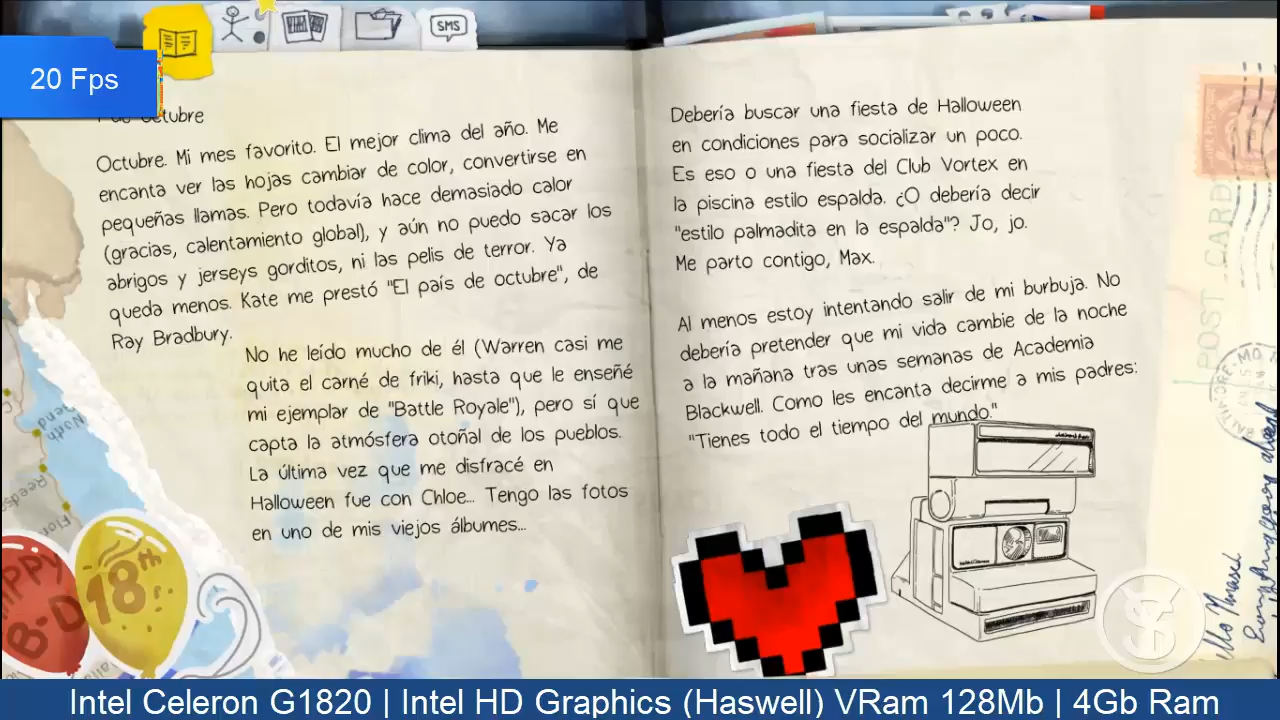 SMS
20 Fps
1 de octubre
Octubre. Mi mes favorito. El mejor clima del año. Me
encanta ver las hojas cambiar de color, convertirse en
pequeñas llamas. Pero todavía hace demasiado calor
(gracias, calentamiento global), y aún no puedo sacar los
abrigos y jerseys gorditos, ni las pelis de terror. Ya
queda menos. Kate me prestó "El país de octubre", de
Ray Bradbury.
No he leído mucho de él (Warren casi me
quita el carné de friki, hasta que le enseñé
mi ejemplar de "Battle Royale"), pero sí que
capta la atmósfera otoñal de los pueblos.
La última vez que me disfracé en
Halloween fue con Chloe... Tengo las fotos
en uno de mis viejos álbumes...
18th
B-D
Debería buscar una fiesta de Halloween
en condiciones para socializar un poco.
Es eso o una fiesta del Club Vortex en
la piscina estilo espalda. ¿O debería decir
"estilo palmadita en la espalda"? Jo, jo.
Me parto contigo, Max.
Al menos estoy intentando salir de mi burbuja. No
debería pretender que mi vida cambie de la noche
a la mañana tras unas semanas de Academia
Blackwell. Como les encanta decirme a mis padres:
"Tienes todo el tiempo del mundo."
POST CARD
Intel Celeron G1820 | Intel HD Graphics (Haswell) VRam 128Mb | 4Gb Ram